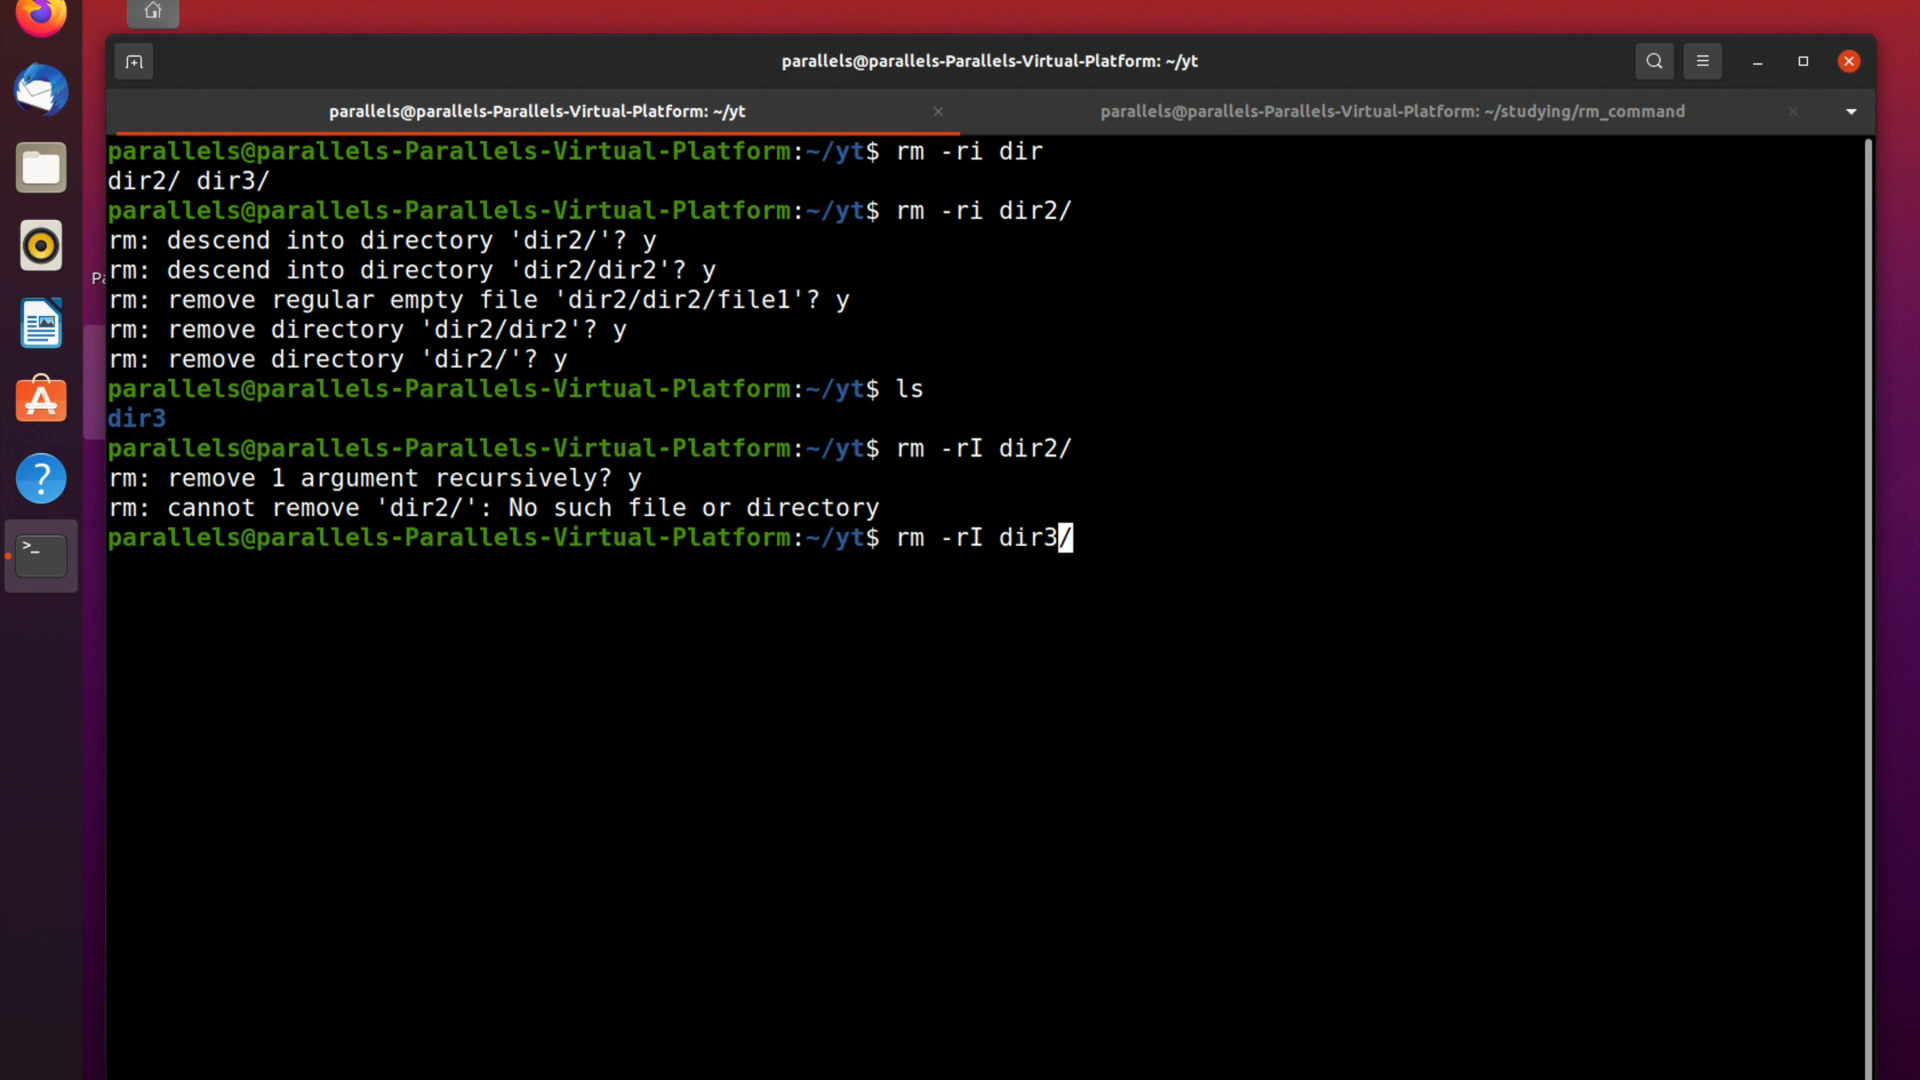 parallels@parallels-Parallels-Virtual-Platform: ~/yt
parallels@parallels-Parallels-Virtual-Platform: ~/yt
parallels@parallels-Parallels-Virtual-Platform: ~/studying/rm_command
parallels@parallels-Parallels-Virtual-Platform:~/yt$ rm -ri dir
dir2/ dir3/
parallels@parallels-Parallels-Virtual-Platform:~/yt$ rm -ri dir2/
rm: descend into directory 'dir2/'? y
rm: descend into directory 'dir2/dir2'? y
rm: remove regular empty file 'dir2/dir2/file1'? y
rm: remove directory 'dir2/dir2'? y
rm: remove directory 'dir2/'? y
parallels@parallels-Parallels-Virtual-Platform:~/yt$ ls
dir3
parallels@parallels-Parallels-Virtual-Platform:~/yt$ rm -rI dir2/
rm: remove 1 argument recursively? y
rm: cannot remove 'dir2/': No such file or directory
parallels@parallels-Parallels-Virtual-Platform:~/yt$ rm -rI dir3/